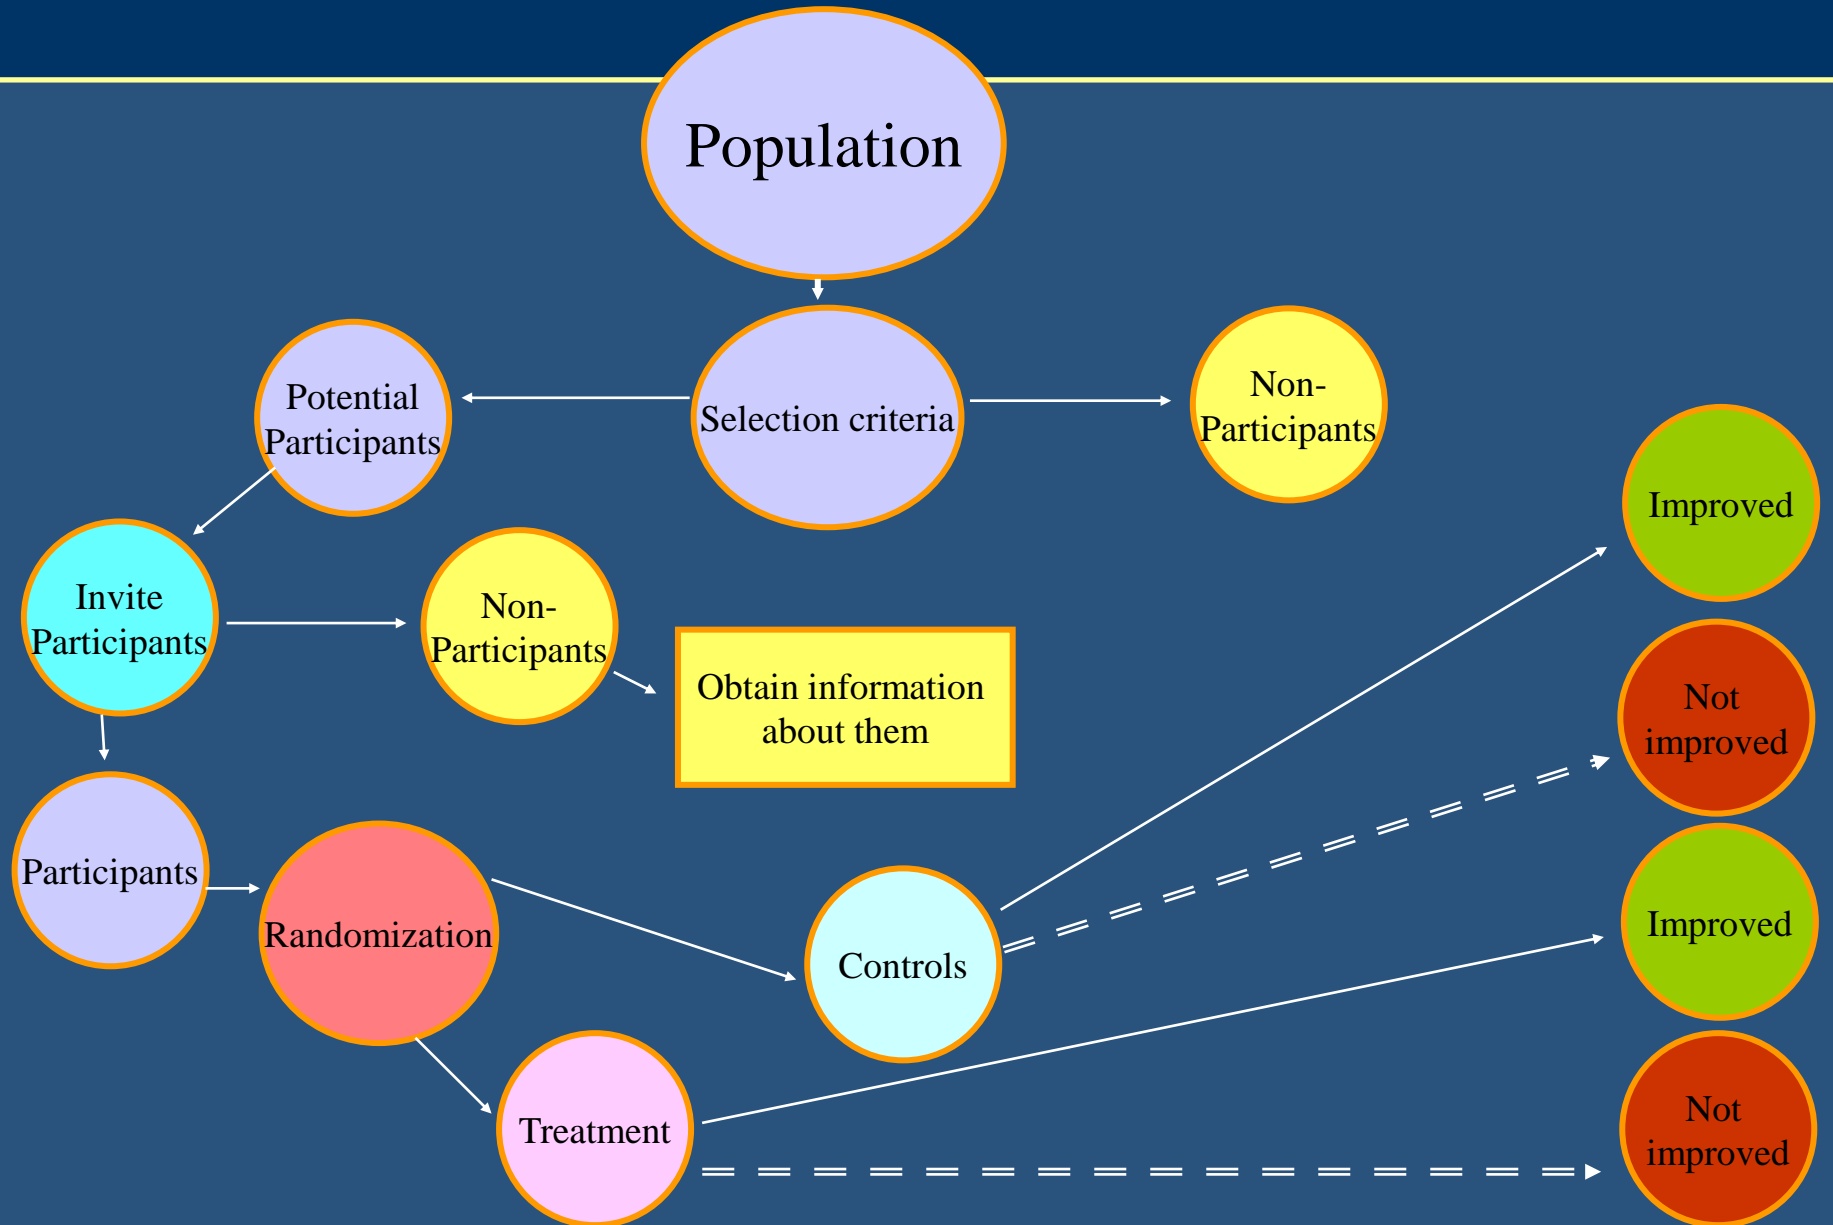 Population
Potential
Participants
Selection criteria
Non-
Participants
Improved
Invite
Participants
Non-
Participants
Obtain information
about them
Not
improved
Participants
Randomization
Controls
Improved
Treatment
Not
improved